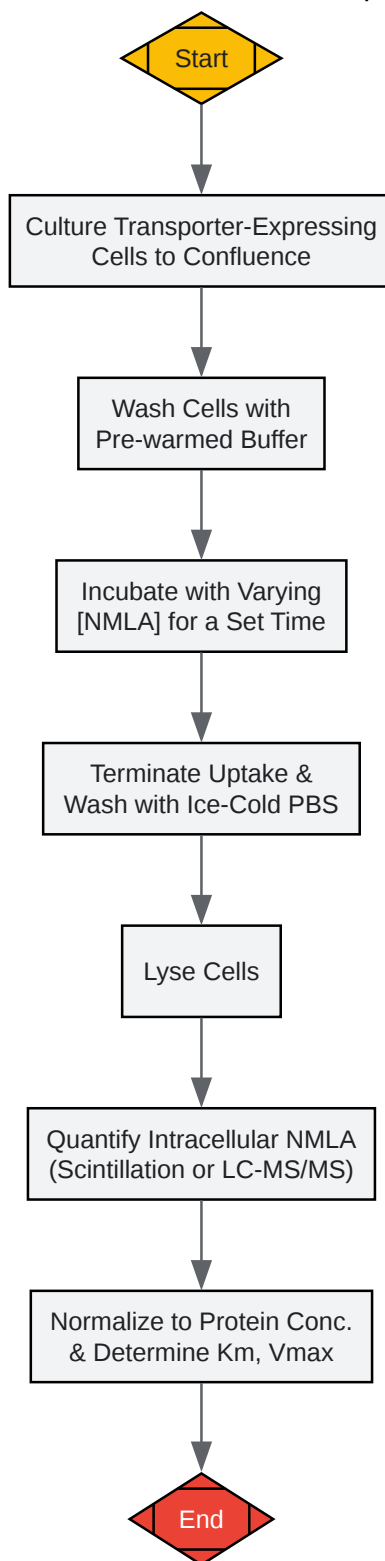 Start
Culture Transporter-Expressing
Cells to Confluence
Wash Cells with
Pre-warmed Buffer
Incubate with Varying
[NMLA] for a Set Time
Terminate Uptake &
Wash with Ice-Cold PBS
Lyse Cells
Quantify Intracellular NMLA
(Scintillation or LC-MS/MS)
Normalize to Protein Conc.
& Determine Km, Vmax
End